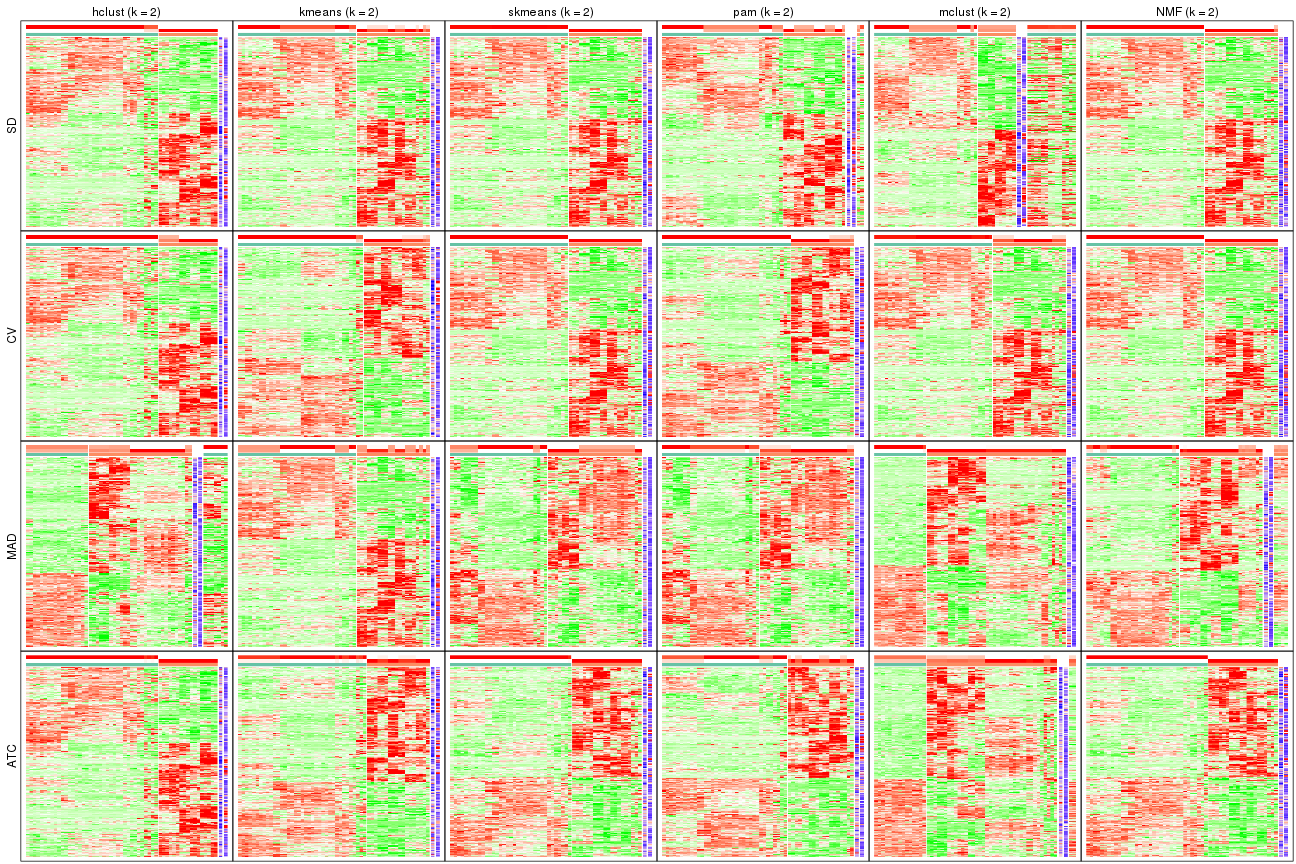 hclust (k = 2) kmeans (k = 2) skmeans (k = 2) pam (k = 2) mclust (k = 2) NMF (k = 2)
SD
CV
MAD
ATC